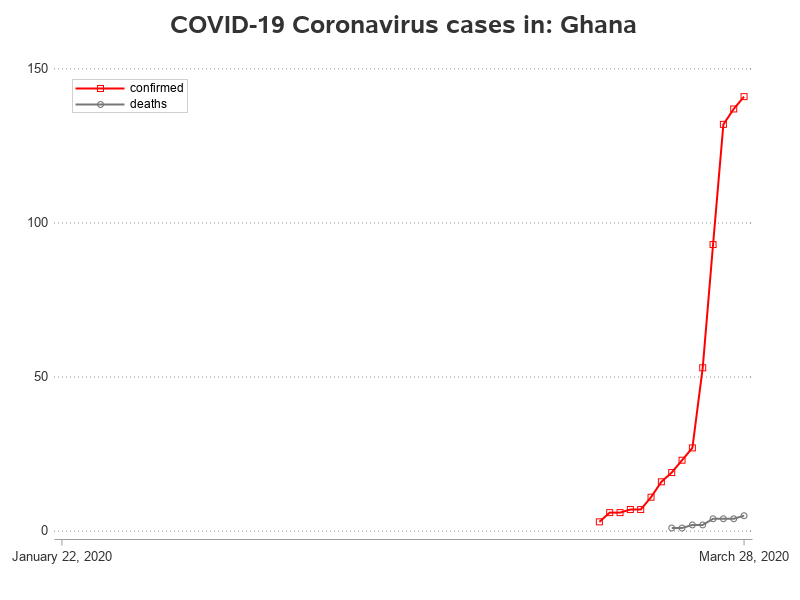 COVID-19 Coronavirus cases in: Ghana
150
confirmed
deaths
100
50
0
January 22, 2020
March 28, 2020